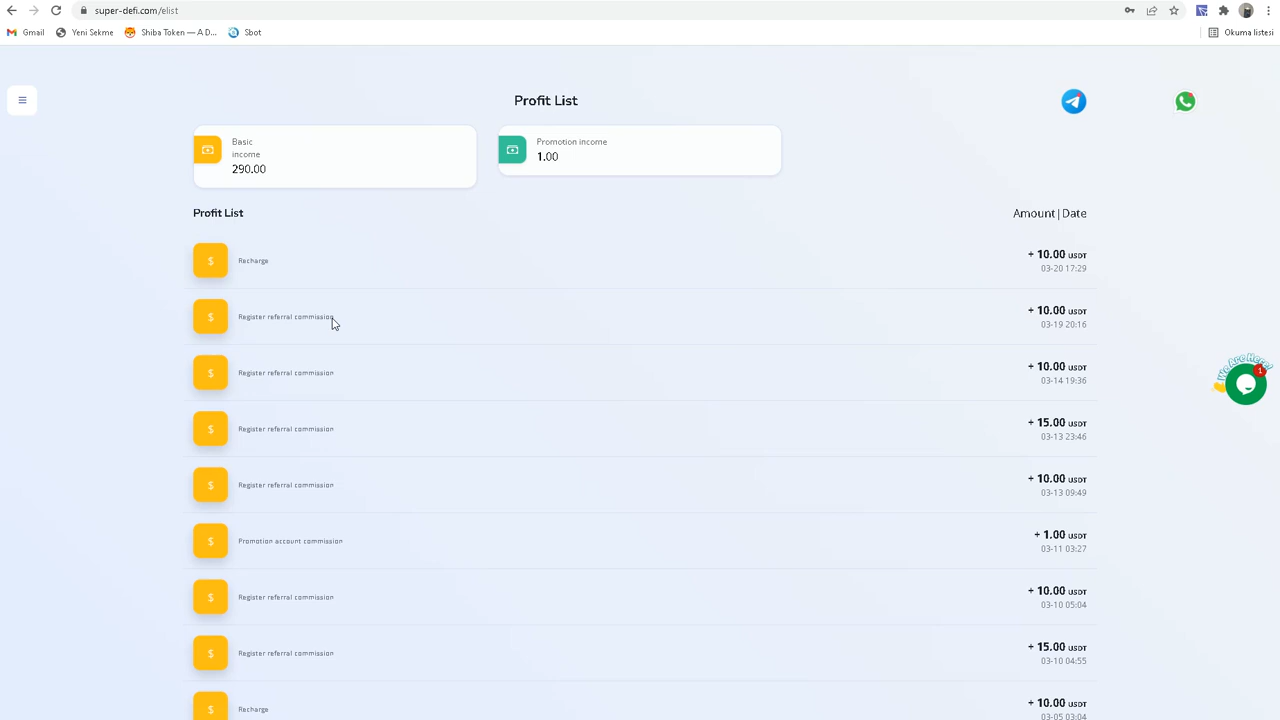 super-defi.com/elist
Gmail
Yeni Sekme
Shiba Token — A D...
Sbot
Okuma listesi
Profit List
Basic
income
290.00
Promotion income
1.00
Profit List
Amount | Date
$
Recharge
+ 10.00 USDT
03-20 17:29
$
Register referral commission
+ 10.00 USDT
03-19 20:16
$
Register referral commission
+ 10.00 USDT
03-14 19:36
$
Register referral commission
+ 15.00 USDT
03-13 23:46
$
Register referral commission
+ 10.00 USDT
03-13 09:49
$
Promotion account commission
+ 1.00 USDT
03-11 03:27
$
Register referral commission
+ 10.00 USDT
03-10 05:04
$
Register referral commission
+ 15.00 USDT
03-10 04:55
$
Recharge
+ 10.00 USDT
03-05 03:04
We Are Here!
1